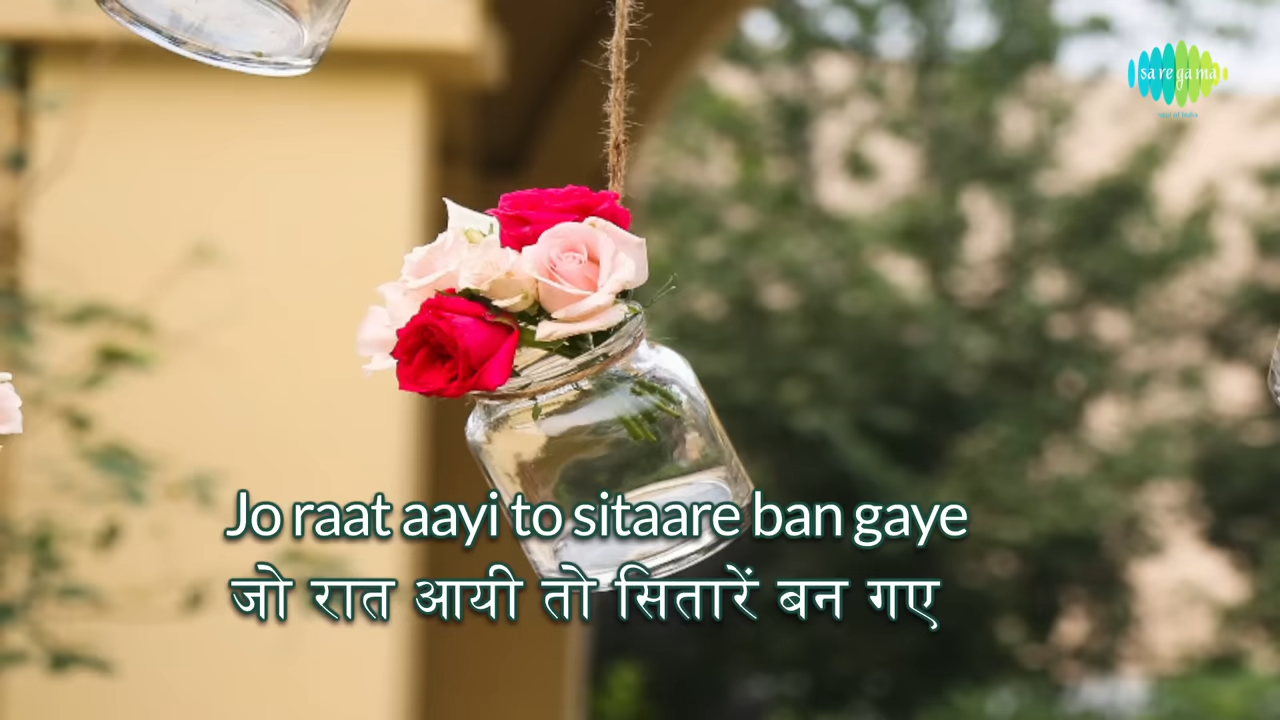 sa re ga ma
Jo raat aayi to sitaare ban gaye
जो रात आयी तो सितारें बन गए